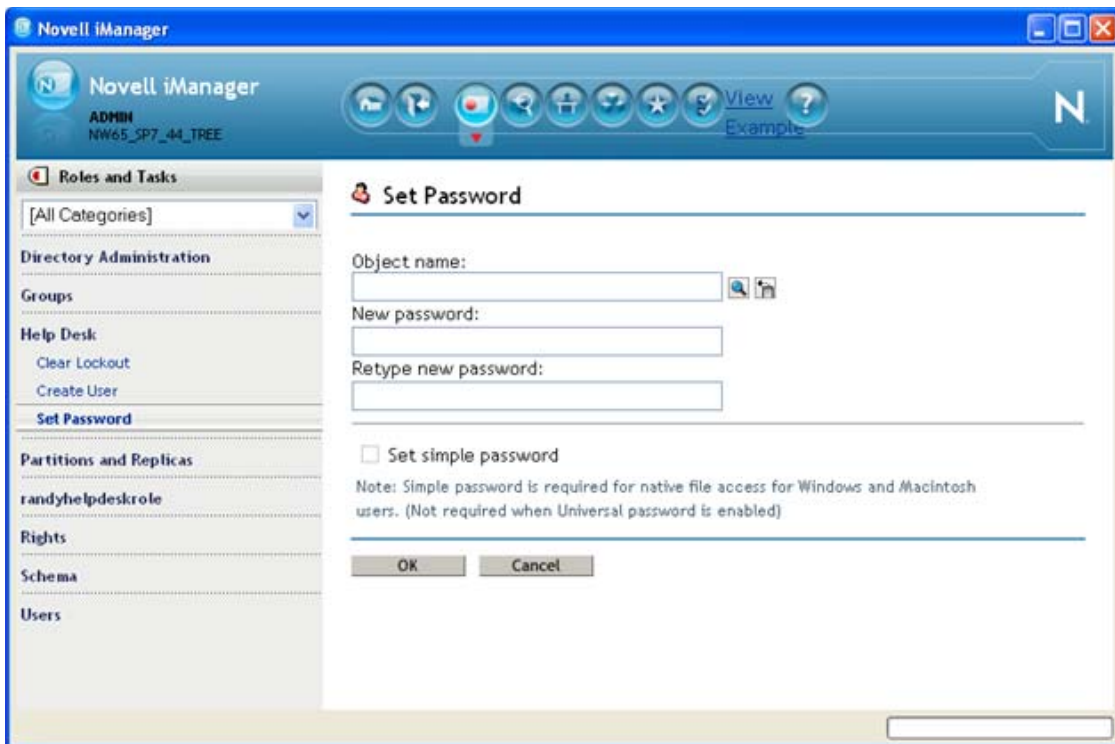 Novell iManager
Novell iManager
ADMIN
NW65_SP7_44_TREE
View
Example
?
N
N
Roles and Tasks
[All Categories]
Directory Administration
Groups
Help Desk
Clear Lockout
Create User
Set Password
Partitions and Replicas
randyhelpdeskrole
Rights
Schema
Users
Set Password
Object name:
New password:
Retype new password:
Set simple password
Note: Simple password is required for native file access for Windows and Macintosh
users. (Not required when Universal password is enabled)
OK
Cancel